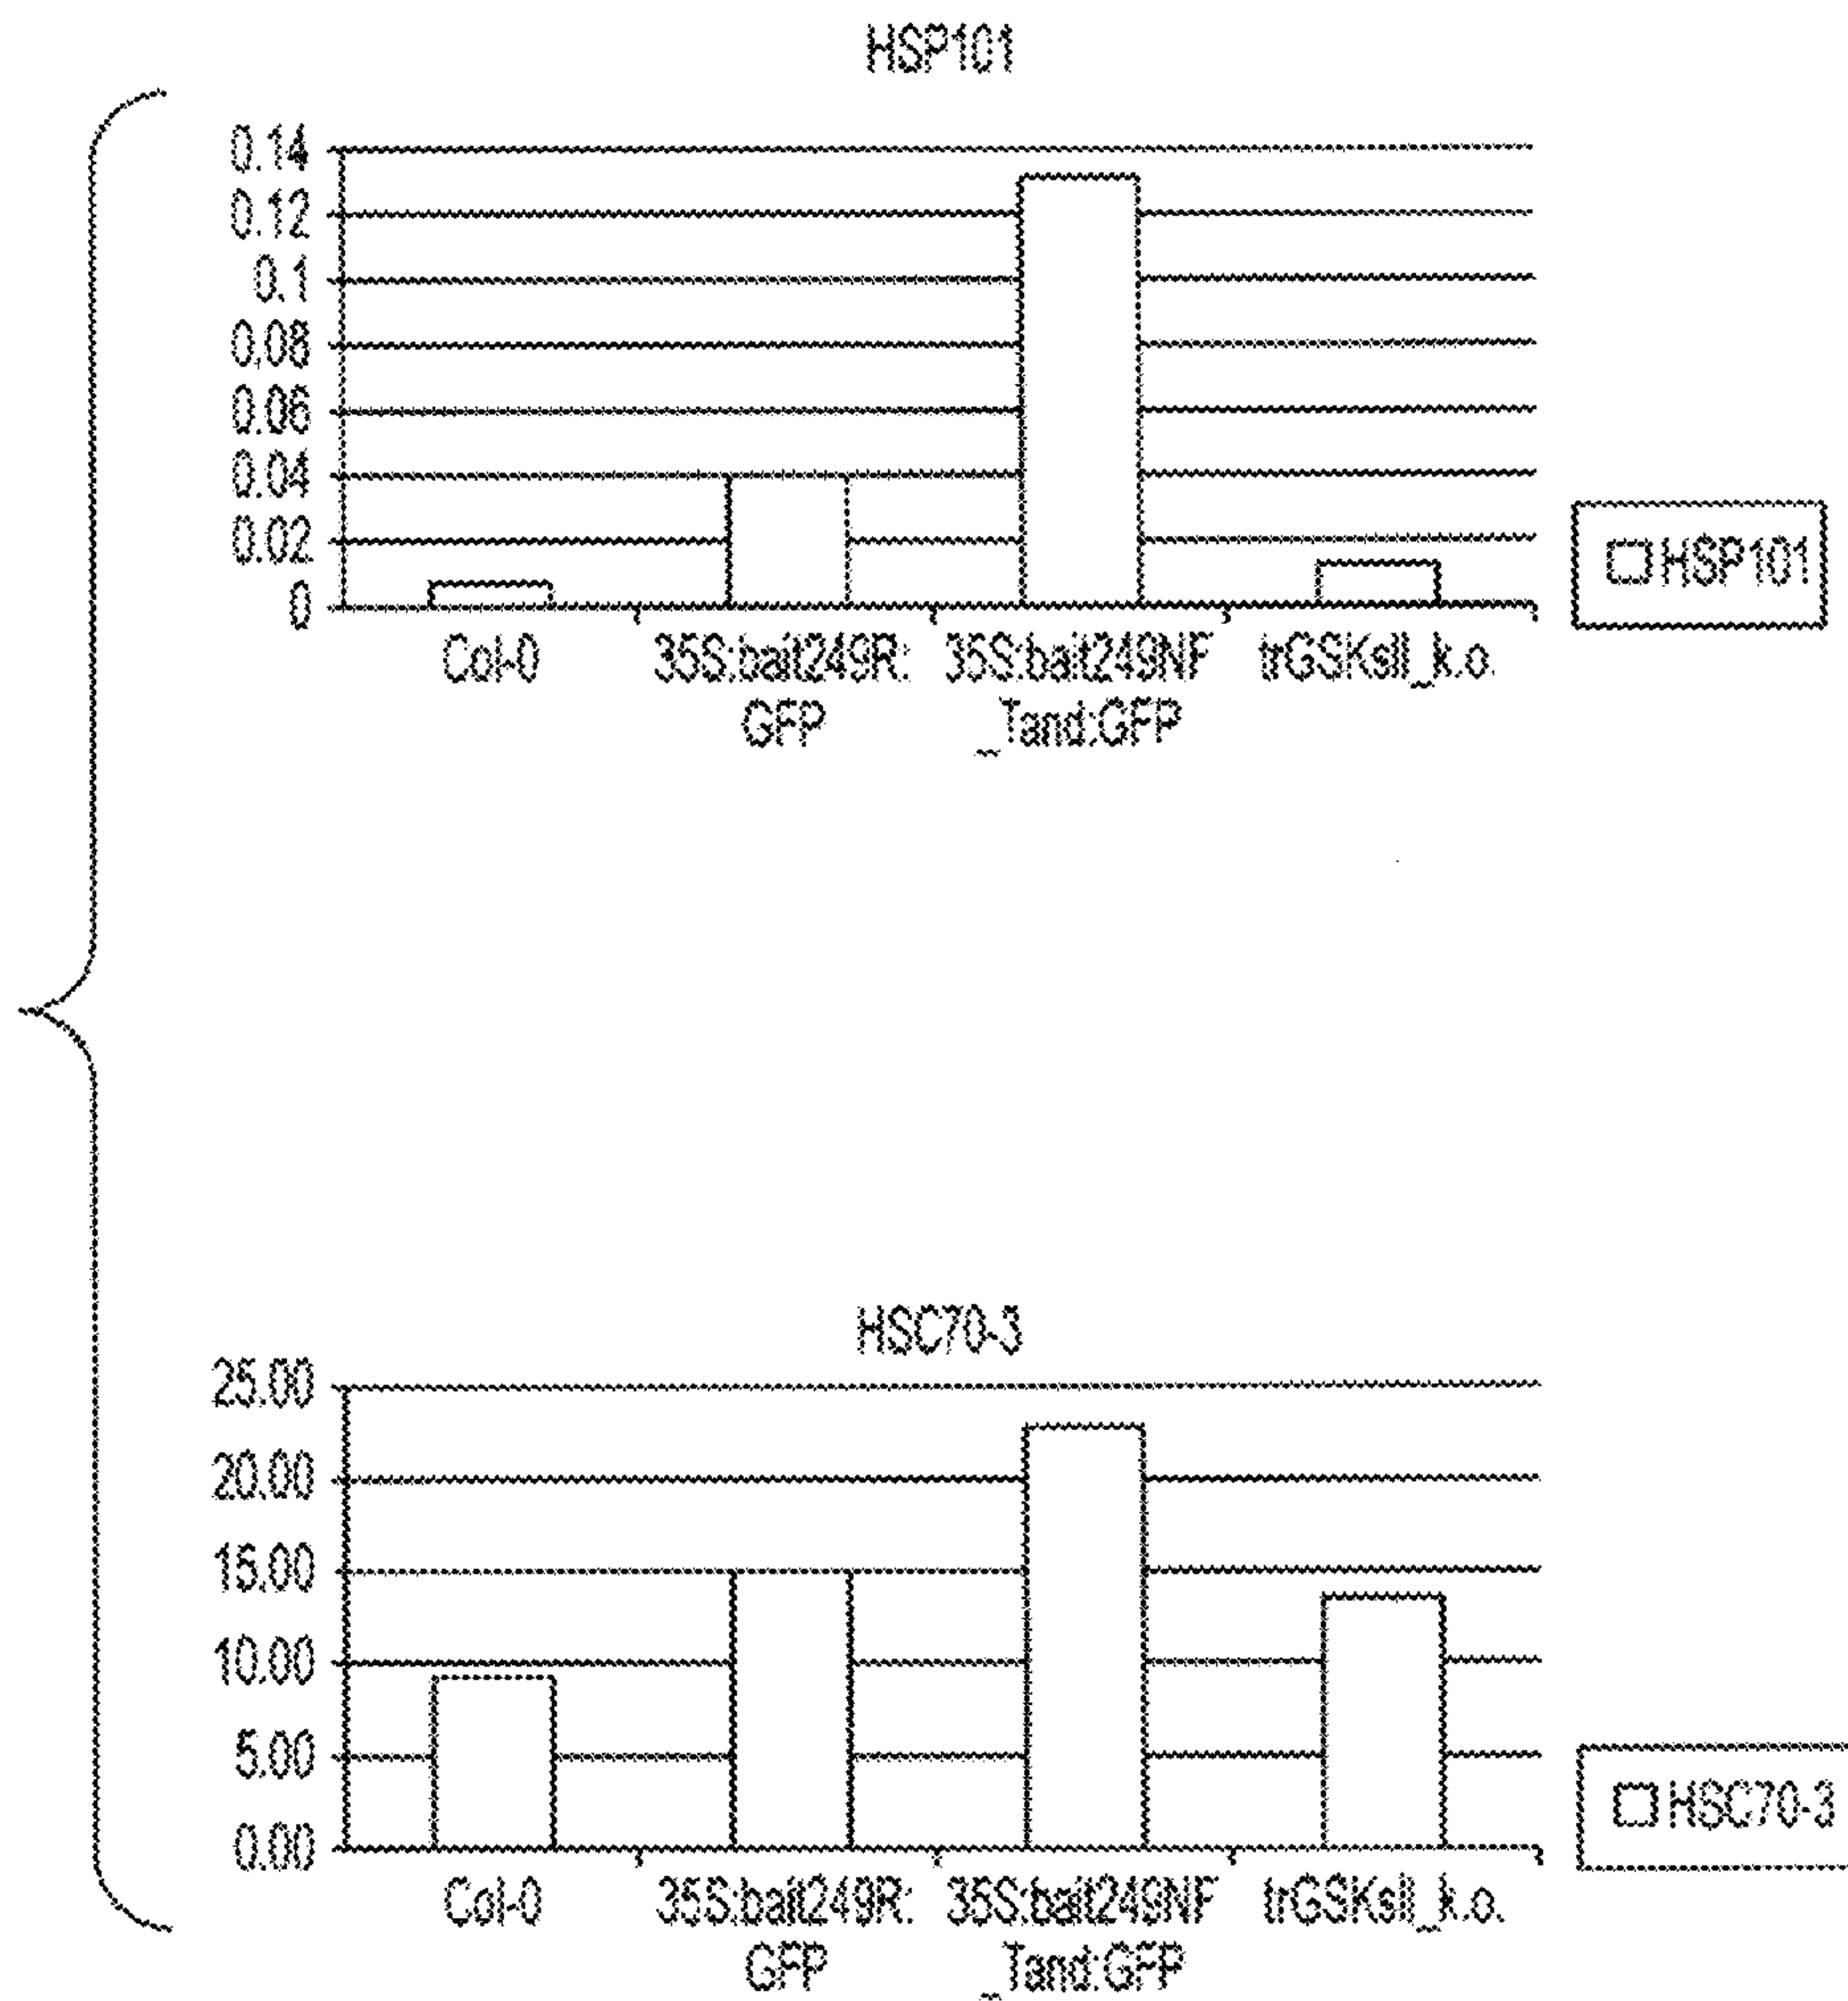 HSP101
0.14
0.12
0.1
0.08
0.06
0.04
0.02
0
Col-0 35S:bait249R: 35S:bait249NF trGSKsII_k.o.
GFP _Tand:GFP
HSP101
HSC70-3
25.00
20.00
15.00
10.00
5.00
0.00
Col-0 35S:bait249R: 35S:bait249NF trGSKsII_k.o.
GFP _Tand:GFP
HSC70-3